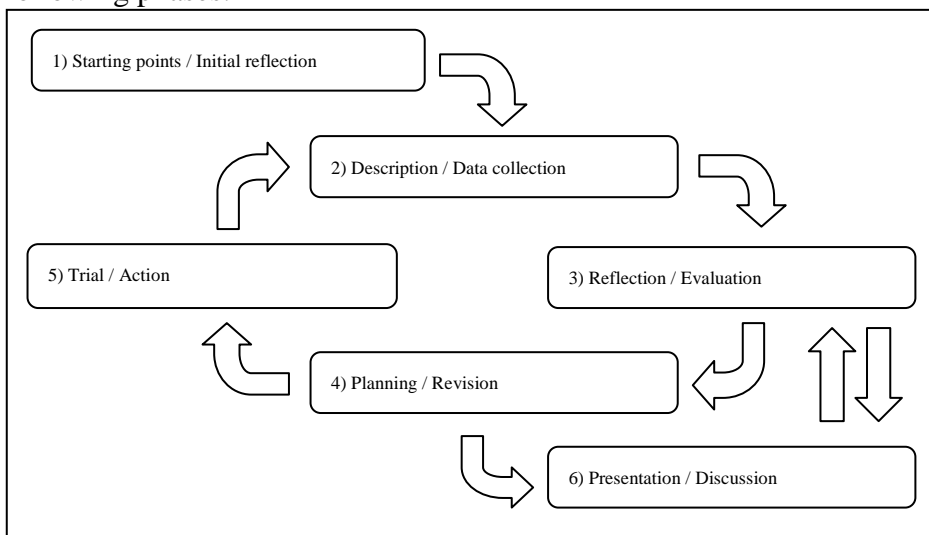 1) Starting points / Initial reflection
2) Description / Data collection
5) Trial / Action
3) Reflection / Evaluation
4) Planning / Revision
6) Presentation / Discussion